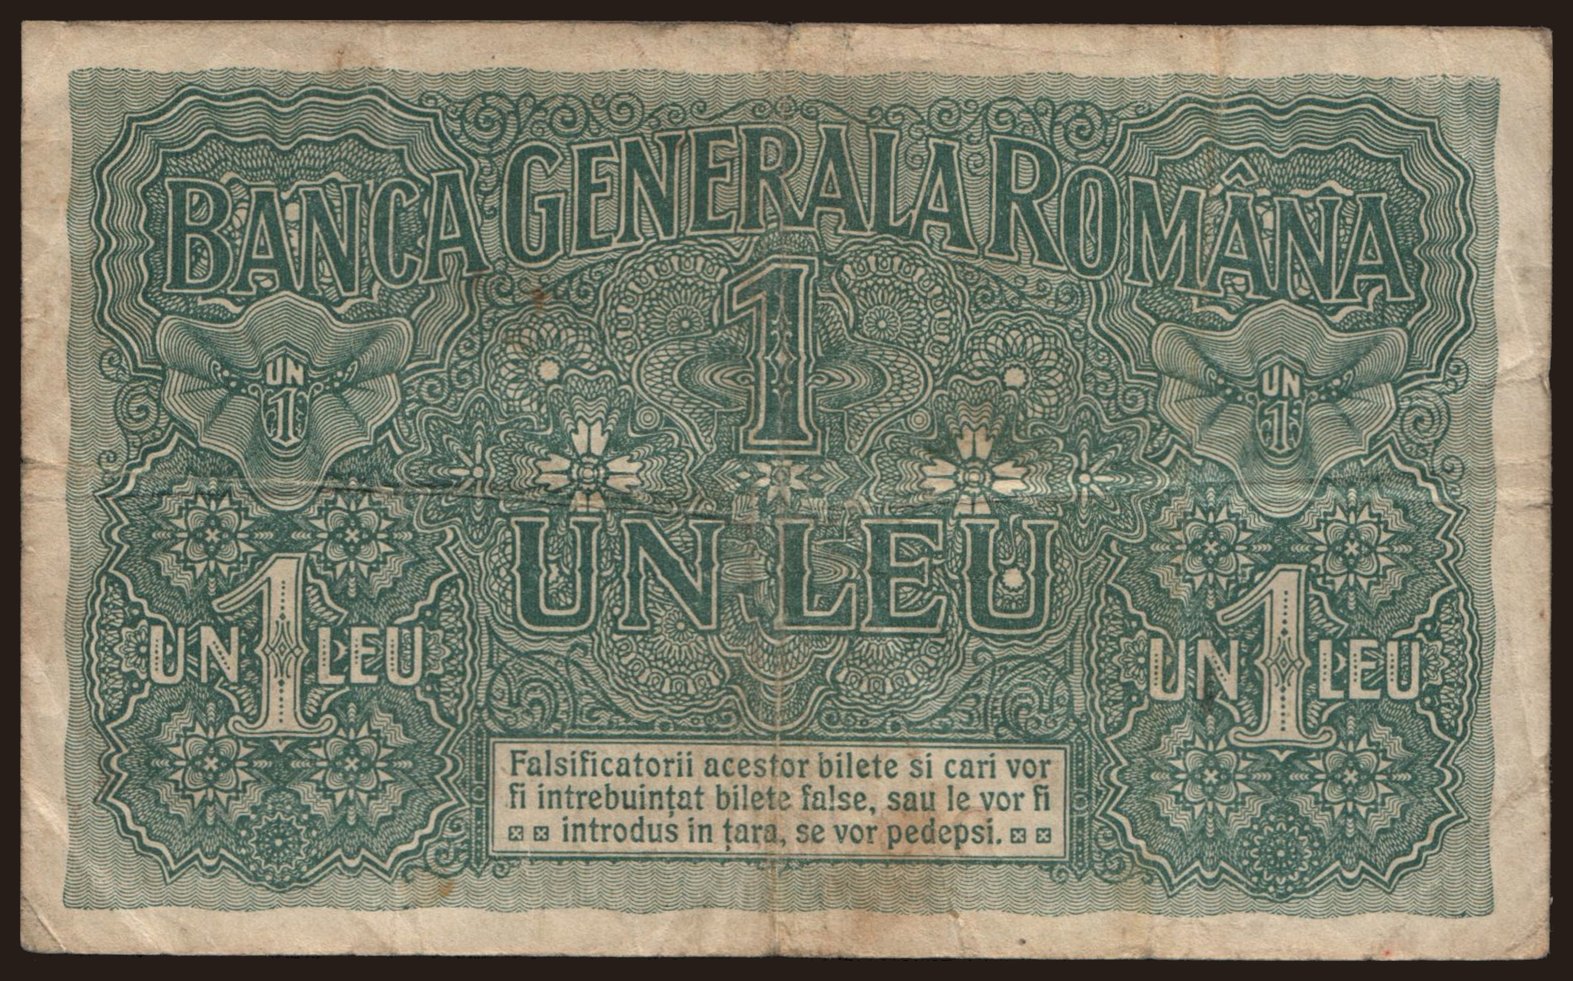 BANCA GENERALA ROMÂNA
1
UN
1
UN
1
UN LEU
UN 1 LEU
UN 1 LEU
Falsificatorii acestor bilete si cari vor
fi intrebuințat bilete false, sau le vor fi
introdus in țara, se vor pedepsi.